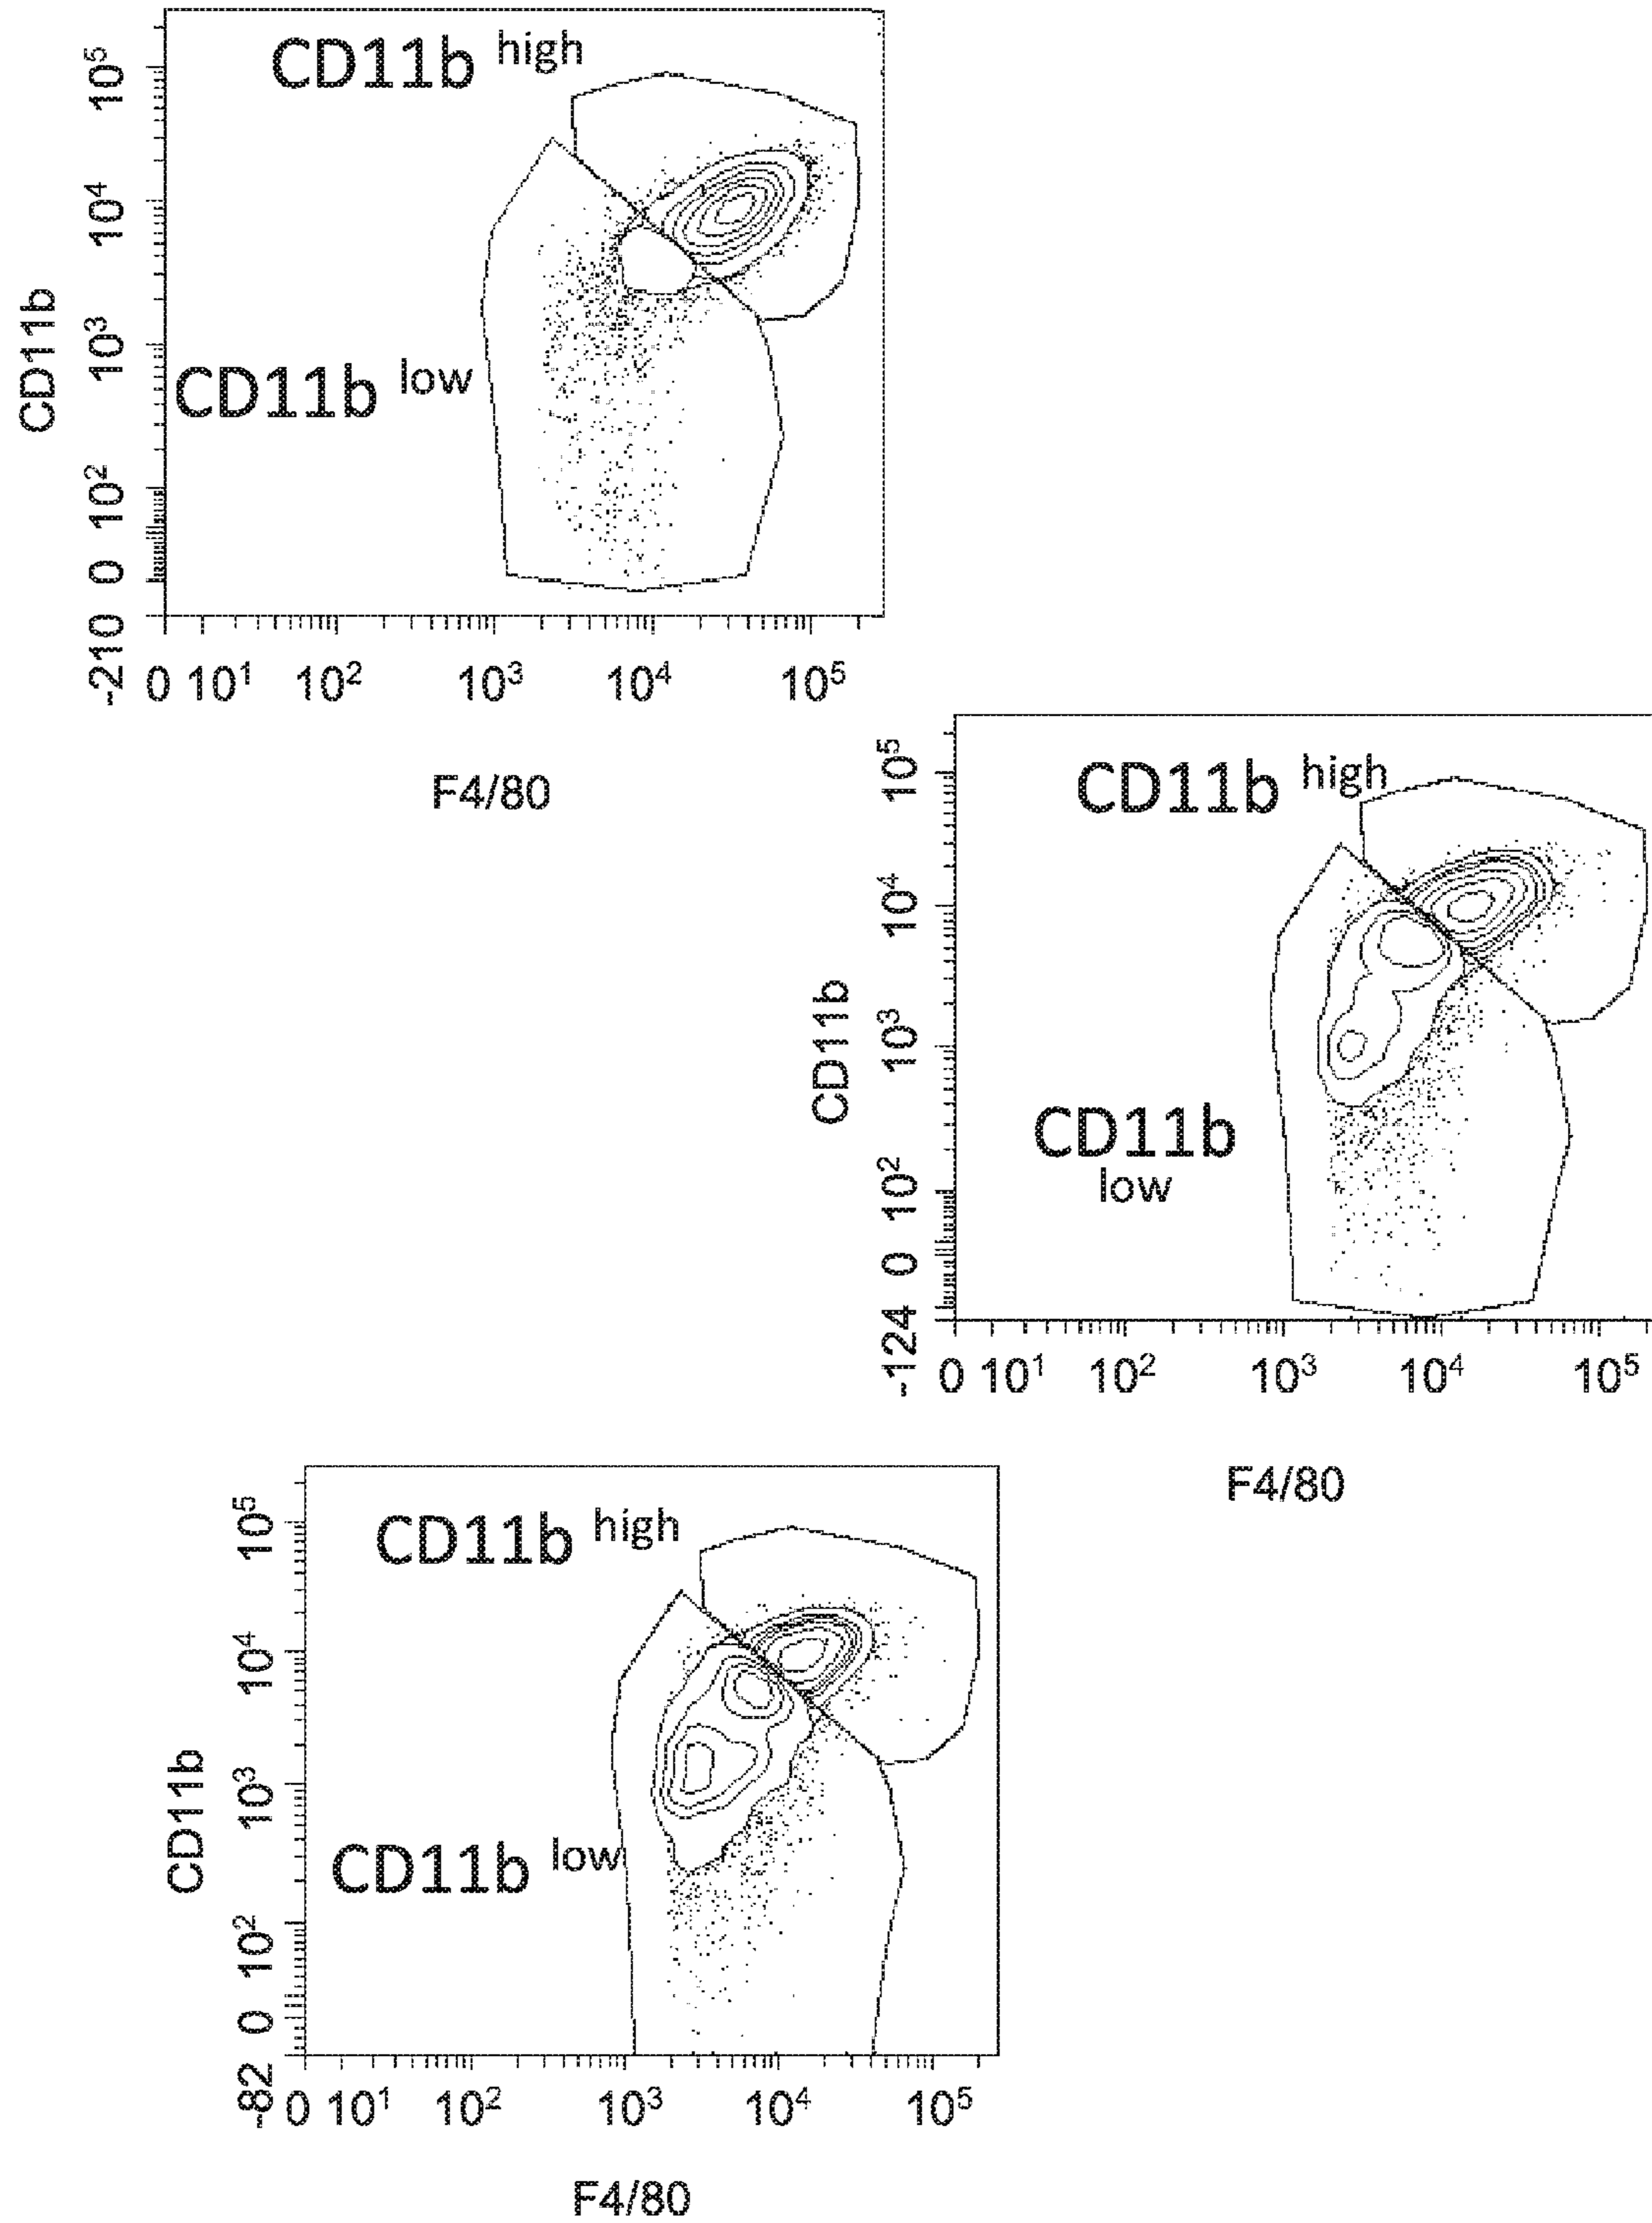 CD11b high
10⁵
10⁴
10³
10²
0
-210
CD11b
CD11b low
0 10¹ 10² 10³ 10⁴ 10⁵
F4/80
CD11b high
10⁵
10⁴
10³
10²
0
-124
CD11b
CD11b
low
0 10¹ 10² 10³ 10⁴ 10⁵
F4/80
CD11b high
10⁵
10⁴
10³
10²
0
-82
CD11b
CD11b low
0 10¹ 10² 10³ 10⁴ 10⁵
F4/80